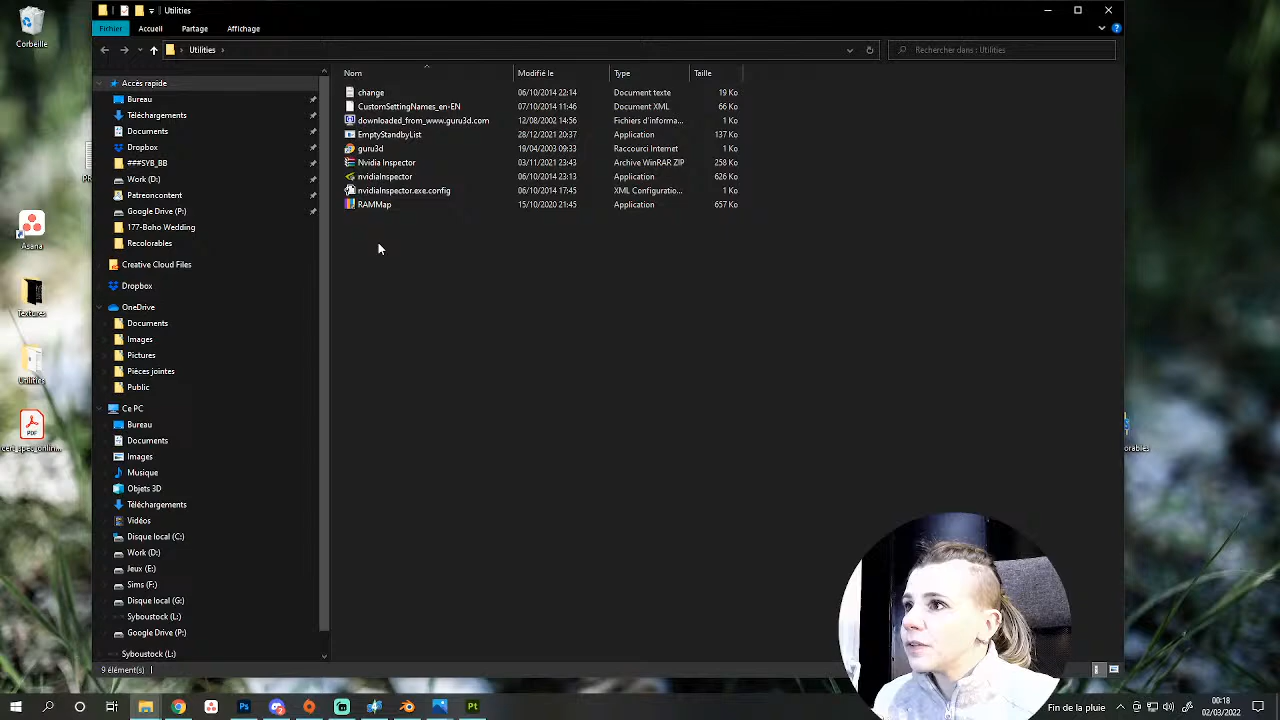 Utilities
Fichier Accueil Partage Affichage
Utilities
Rechercher dans : Utilities
Nom Modifié le Type Taille
change 06/10/2014 22:14 Document texte 19 Ko
CustomSettingNames_en-EN 07/10/2014 11:46 Document XML 66 Ko
downloaded_from_www.guru3d.com 12/08/2002 14:56 Fichiers d'informa... 1 Ko
EmptyStandbyList 28/12/2021 20:37 Application 137 Ko
guru3d 19/04/2003 09:33 Raccourci Internet 1 Ko
Nvidia Inspector 03/11/2021 23:43 Archive WinRAR ZIP 258 Ko
nvidiaInspector 06/10/2014 23:13 Application 626 Ko
nvidiaInspector.exe.config 06/10/2014 17:45 XML Configuratio... 1 Ko
RAMMap 15/10/2020 21:45 Application 657 Ko
Accès rapide
Bureau
Téléchargements
Documents
Dropbox
###SYB_BB
Work (D:)
Patreoncontent
Google Drive (P:)
177-Boho Wedding
Recolorables
Creative Cloud Files
Dropbox
OneDrive
Documents
Images
Pictures
Pièces jointes
Public
Ce PC
Bureau
Documents
Images
Musique
Objets 3D
Téléchargements
Vidéos
Disque local (C:)
Work (D:)
Jeux (E:)
Sims (F:)
Disque local (G:)
Syboustock (L:)
Google Drive (P:)
Syboustock (L:)
9 élément(s)
Corbeille
Asana
Textures
Utilities
PDF
cert_spec_onlin...
orables
Fin de la pluie
00:18
02/03/2022